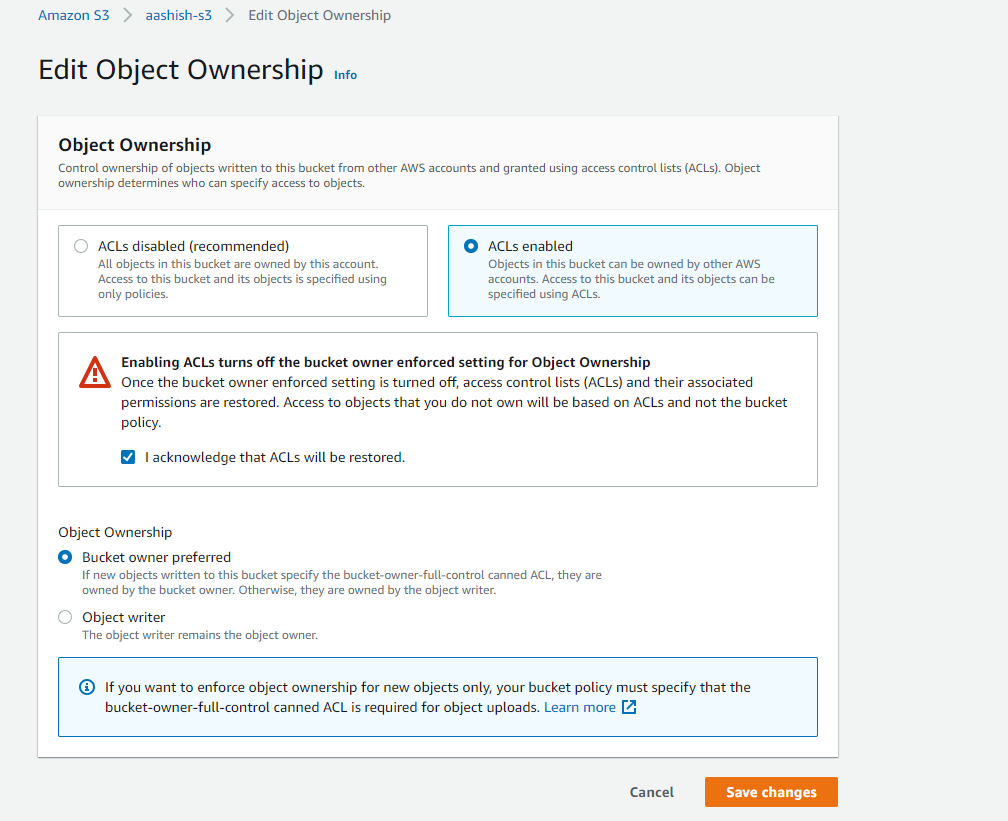 Amazon S3 > aashish-s3 > Edit Object Ownership
Edit Object Ownership Info
Object Ownership
Control ownership of objects written to this bucket from other AWS accounts and granted using access control lists (ACLs). Object
ownership determines who can specify access to objects.
ACLs disabled (recommended)
All objects in this bucket are owned by this account.
Access to this bucket and its objects is specified using
only policies.
ACLs enabled
Objects in this bucket can be owned by other AWS
accounts. Access to this bucket and its objects can be
specified using ACLs.
Enabling ACLs turns off the bucket owner enforced setting for Object Ownership
Once the bucket owner enforced setting is turned off, access control lists (ACLs) and their associated
permissions are restored. Access to objects that you do not own will be based on ACLs and not the bucket
policy.
I acknowledge that ACLs will be restored.
Object Ownership
Bucket owner preferred
If new objects written to this bucket specify the bucket-owner-full-control canned ACL, they are
owned by the bucket owner. Otherwise, they are owned by the object writer.
Object writer
The object writer remains the object owner.
If you want to enforce object ownership for new objects only, your bucket policy must specify that the
bucket-owner-full-control canned ACL is required for object uploads. Learn more
Cancel Save changes